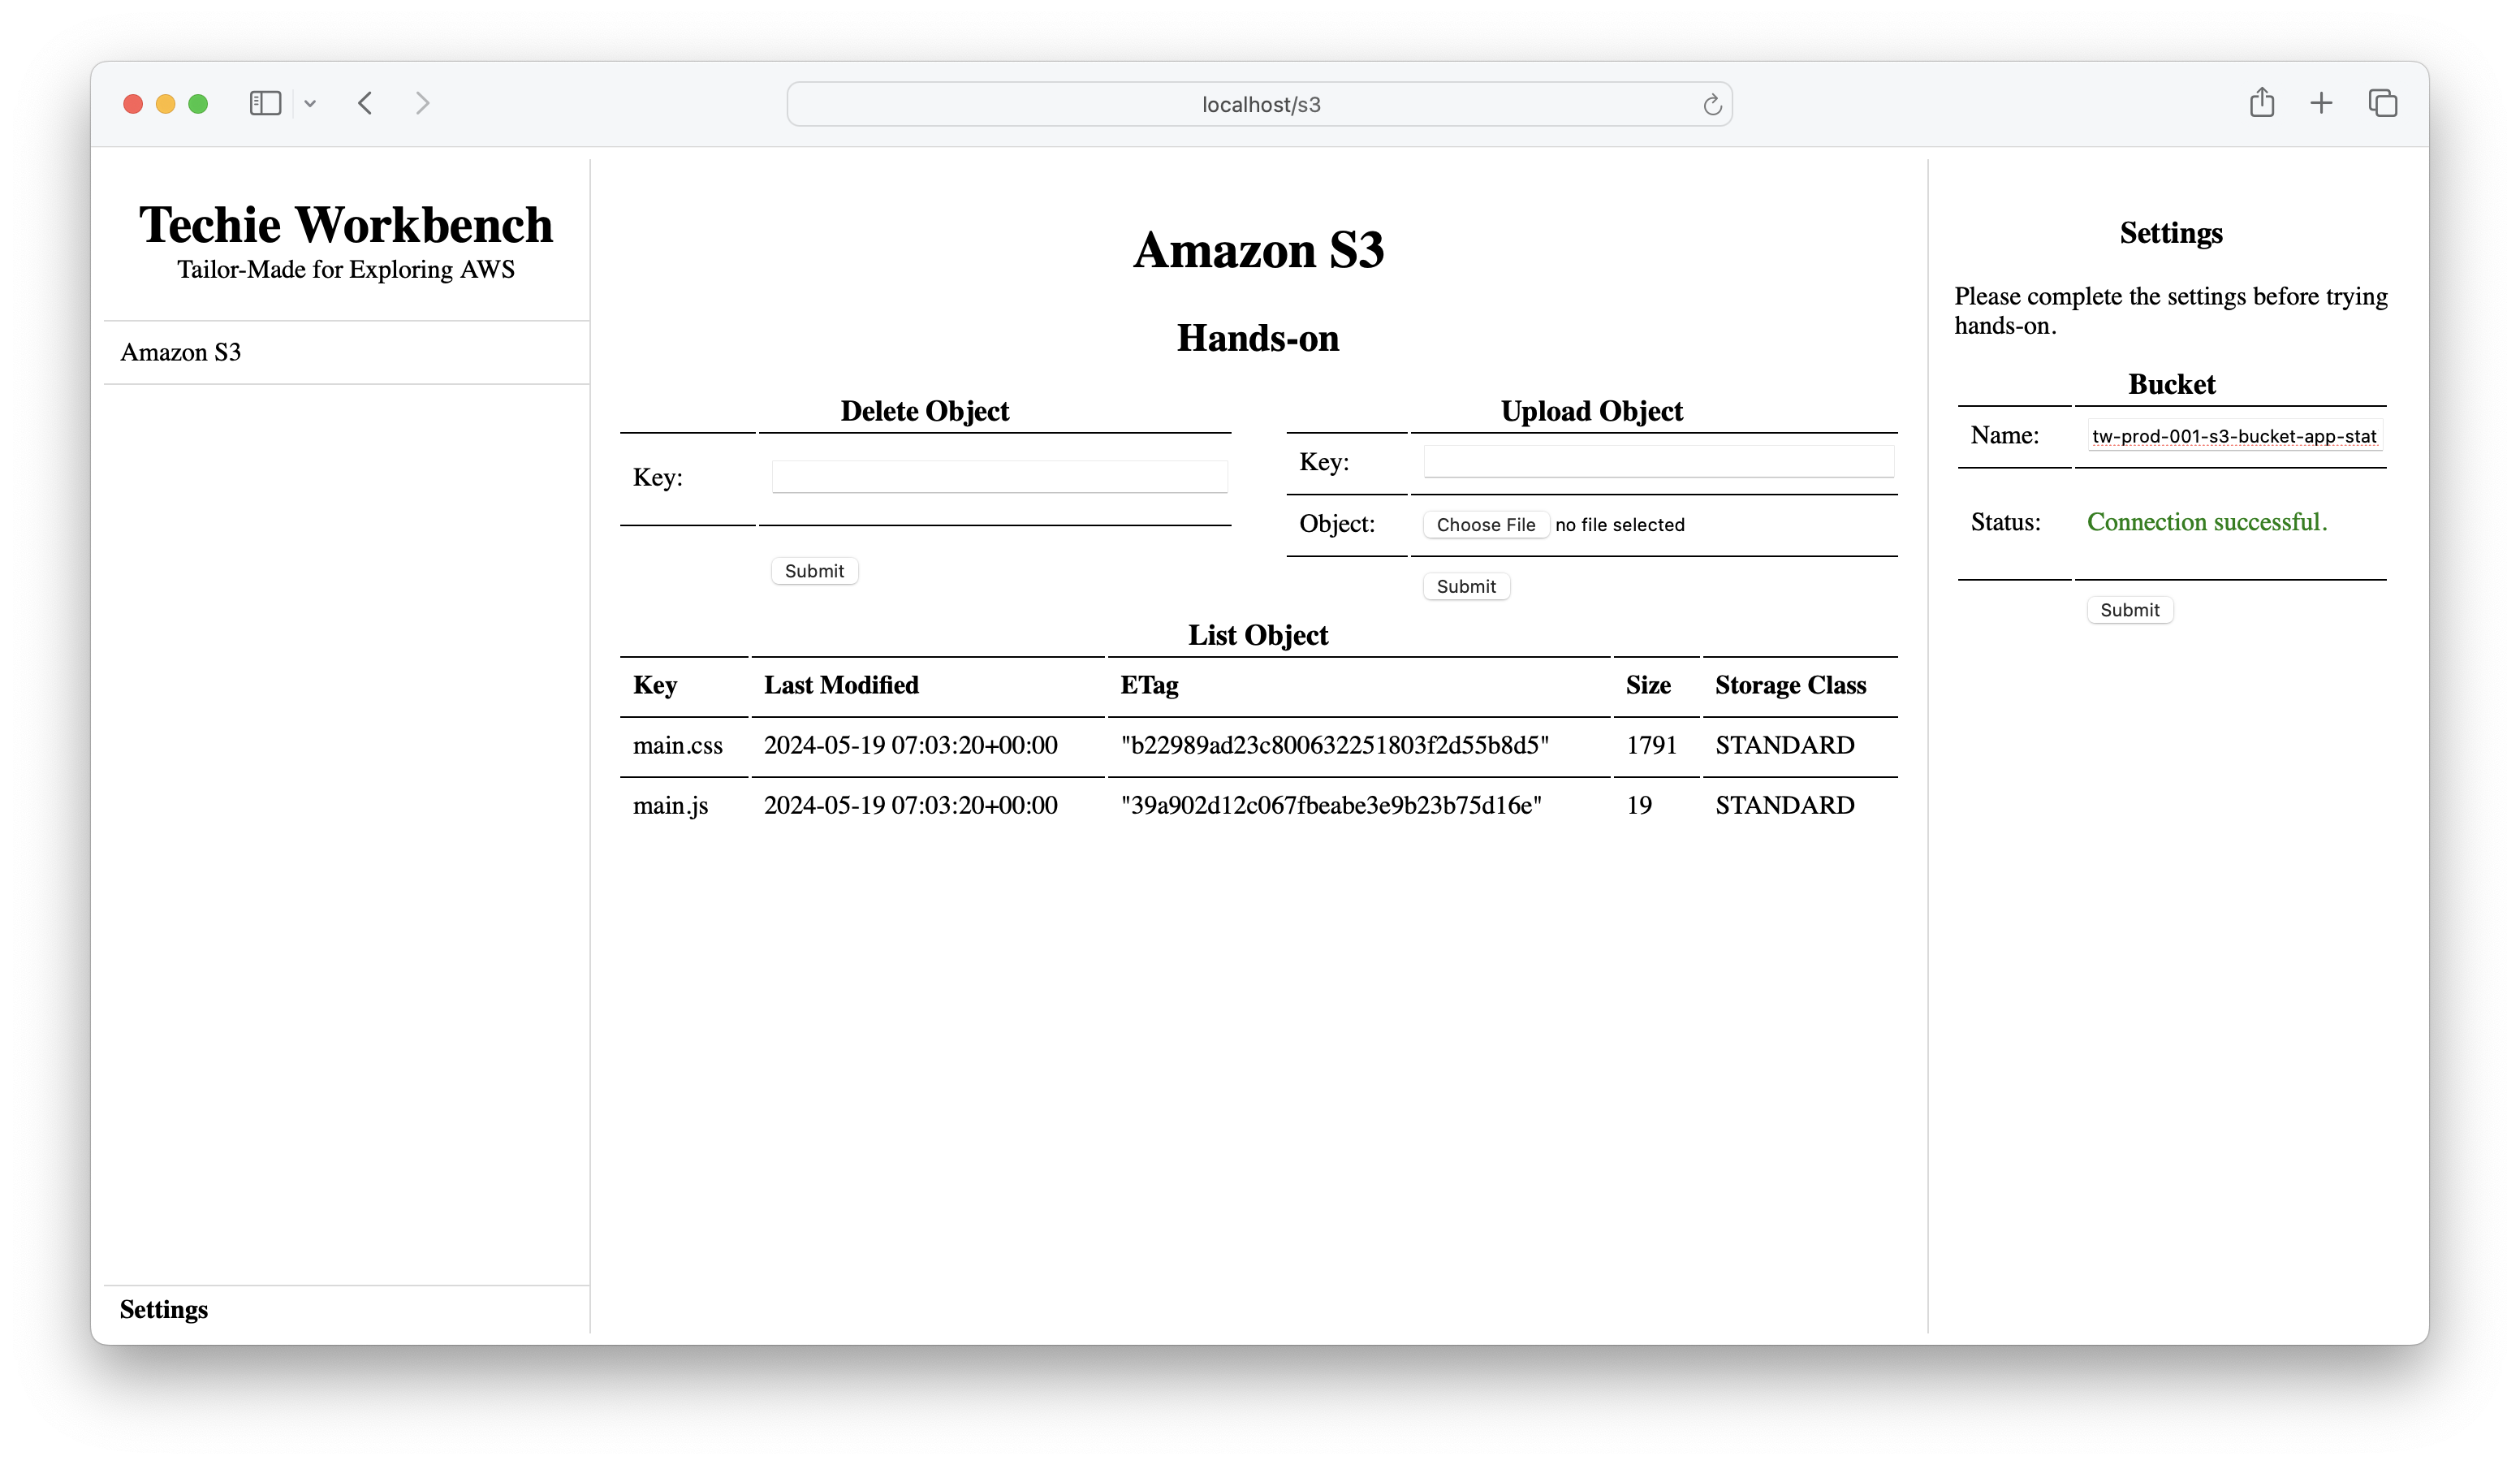 localhost/s3
Techie Workbench
Tailor-Made for Exploring AWS
Amazon S3
Settings
Amazon S3
Hands-on
Delete Object
Key:
Submit
Upload Object
Key:
Object: Choose File no file selected
Submit
List Object
Key Last Modified ETag Size Storage Class
main.css 2024-05-19 07:03:20+00:00 "b22989ad23c800632251803f2d55b8d5" 1791 STANDARD
main.js 2024-05-19 07:03:20+00:00 "39a902d12c067fbeabe3e9b23b75d16e" 19 STANDARD
Settings
Please complete the settings before trying
hands-on.
Bucket
Name: tw-prod-001-s3-bucket-app-stat
Status: Connection successful.
Submit